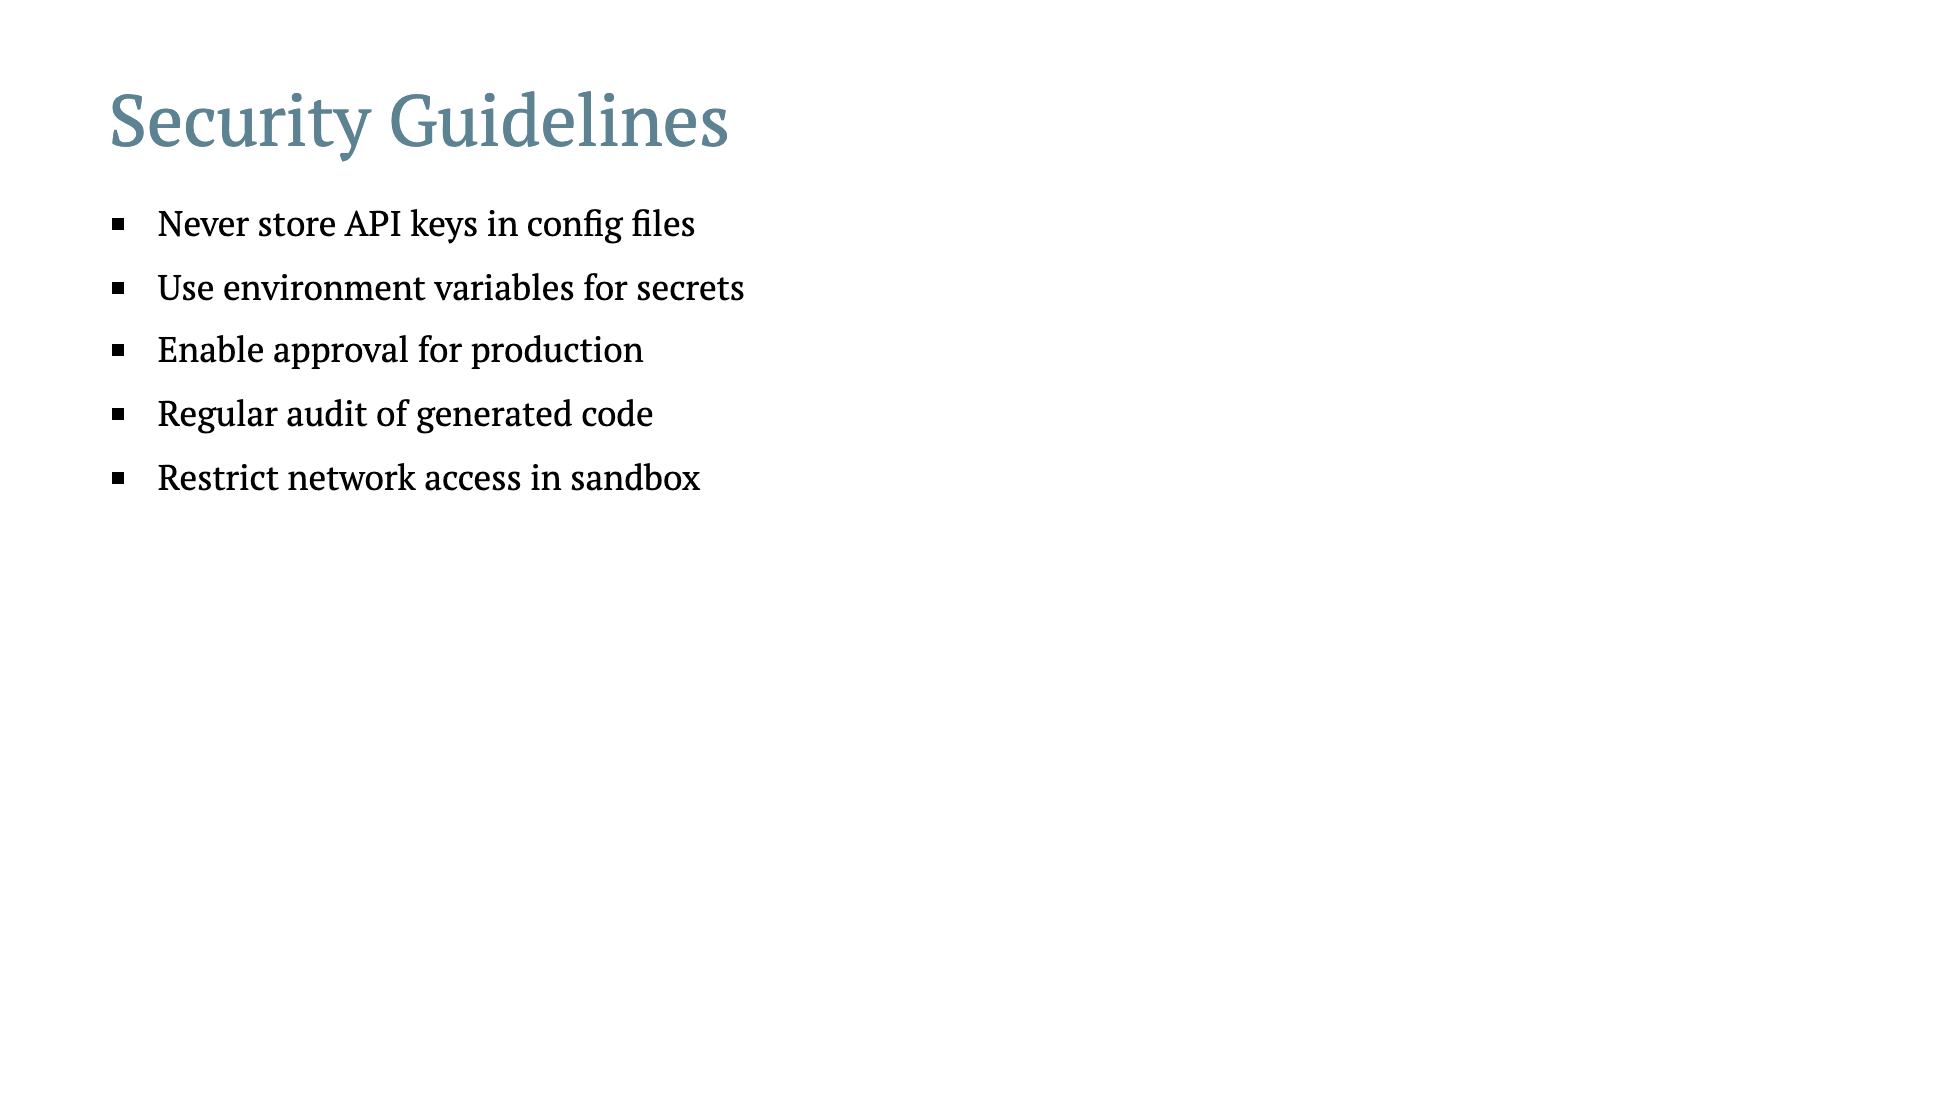 Security Guidelines
▪ Never store API keys in config files
▪ Use environment variables for secrets
▪ Enable approval for production
▪ Regular audit of generated code
▪ Restrict network access in sandbox